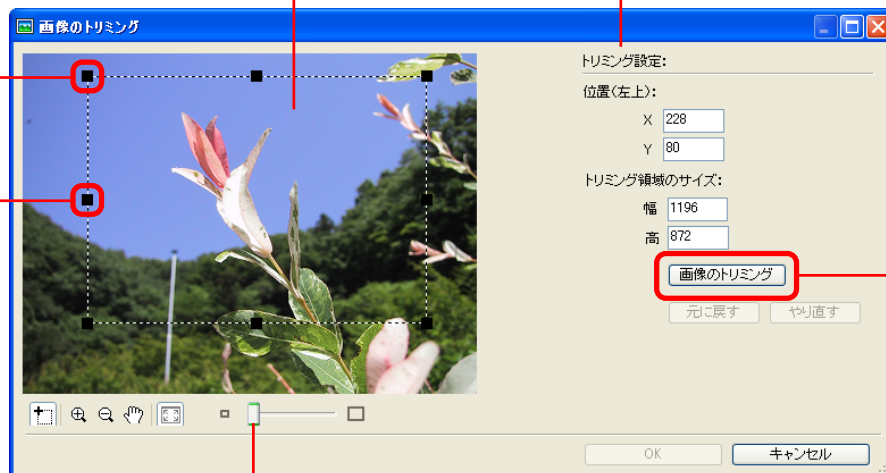 画像のトリミング
トリミング設定:
位置(左上):
X 228
Y 80
トリミング領域のサイズ:
幅 1196
高 872
画像のトリミング
元に戻す やり直す
OK キャンセル